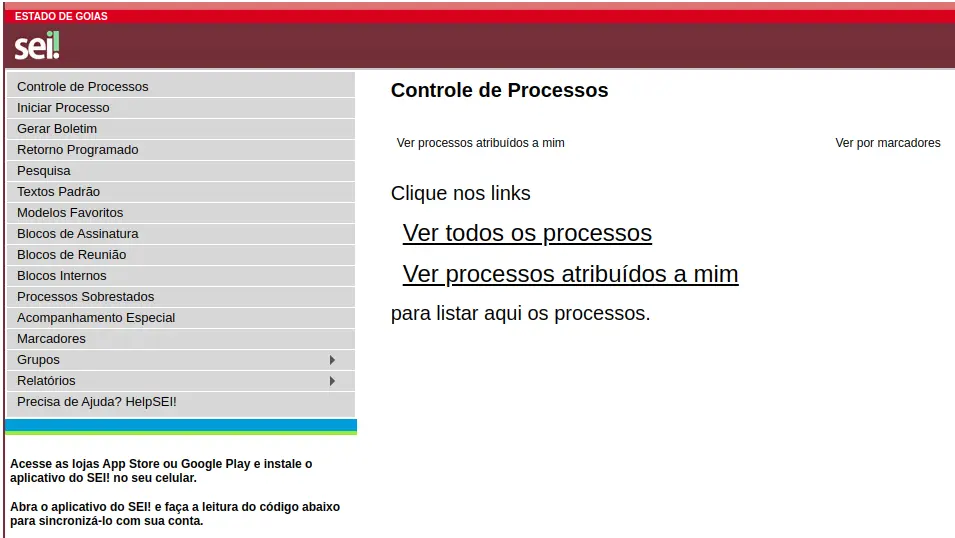 ESTADO DE GOIAS
sei!
Controle de Processos
Iniciar Processo
Gerar Boletim
Retorno Programado
Pesquisa
Textos Padrão
Modelos Favoritos
Blocos de Assinatura
Blocos de Reunião
Blocos Internos
Processos Sobrestados
Acompanhamento Especial
Marcadores
Grupos
Relatórios
Precisa de Ajuda? HelpSEI!
Acesse as lojas App Store ou Google Play e instale o
aplicativo do SEI! no seu celular.
Abra o aplicativo do SEI! e faça a leitura do código abaixo
para sincronizá-lo com sua conta.
Controle de Processos
Ver processos atribuídos a mim
Ver por marcadores
Clique nos links
Ver todos os processos
Ver processos atribuídos a mim
para listar aqui os processos.